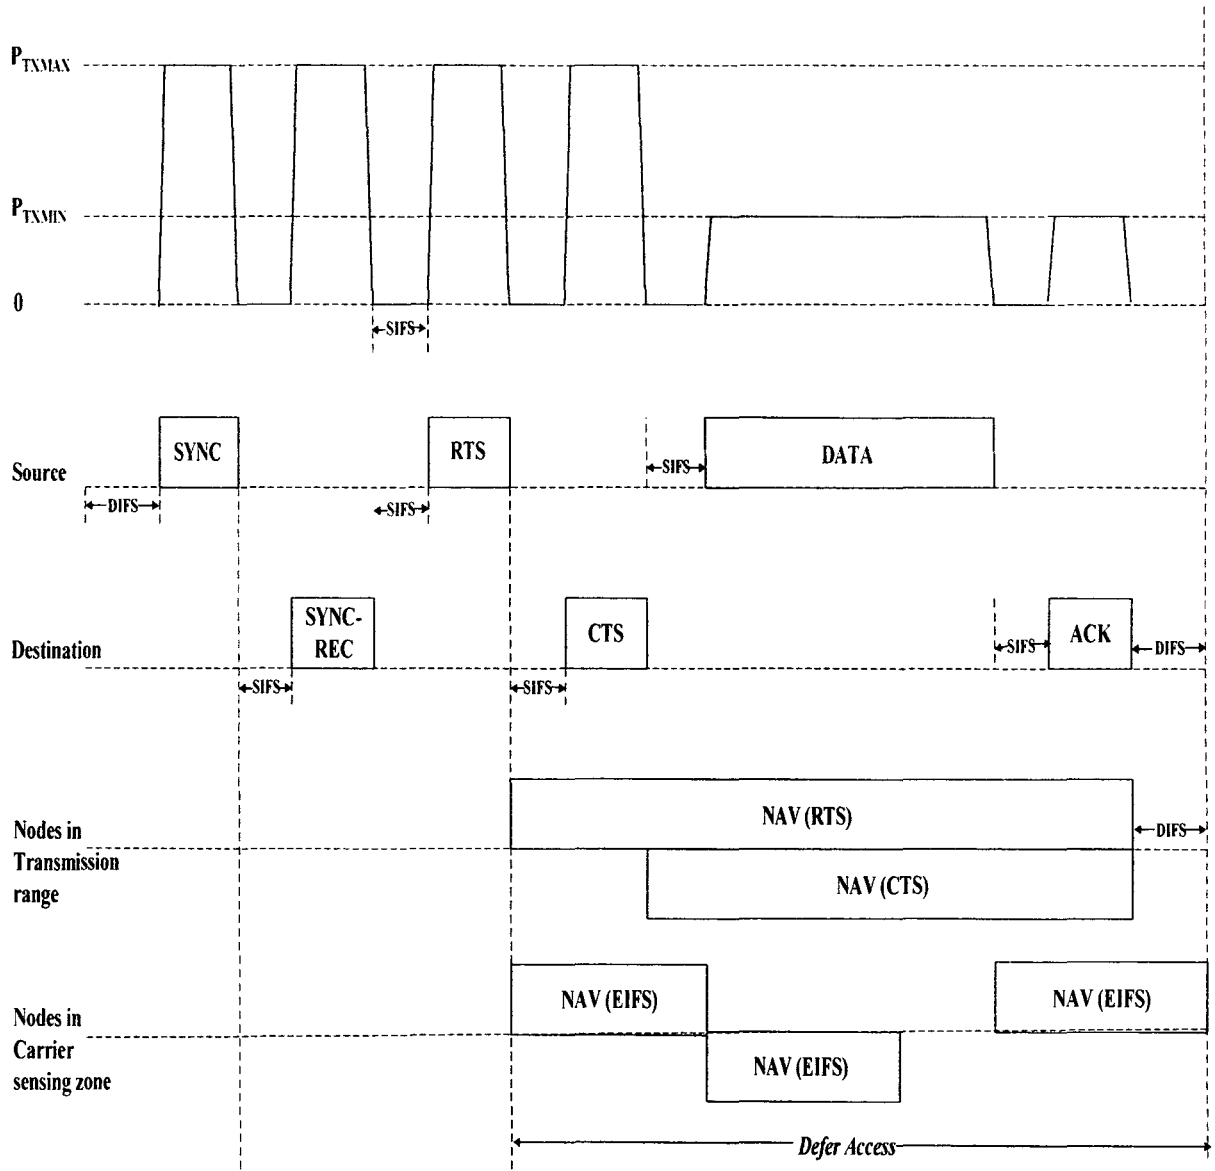 P_TXMAX
P_TXMIN
0
SIFS
Source
SYNC
RTS
DATA
SIFS
DIFS
SIFS
Destination
SYNC-
REC
CTS
ACK
SIFS
DIFS
SIFS
SIFS
Nodes in
Transmission
range
NAV (RTS)
DIFS
NAV (CTS)
Nodes in
Carrier
sensing zone
NAV (EIFS)
NAV (EIFS)
NAV (EIFS)
Defer Access